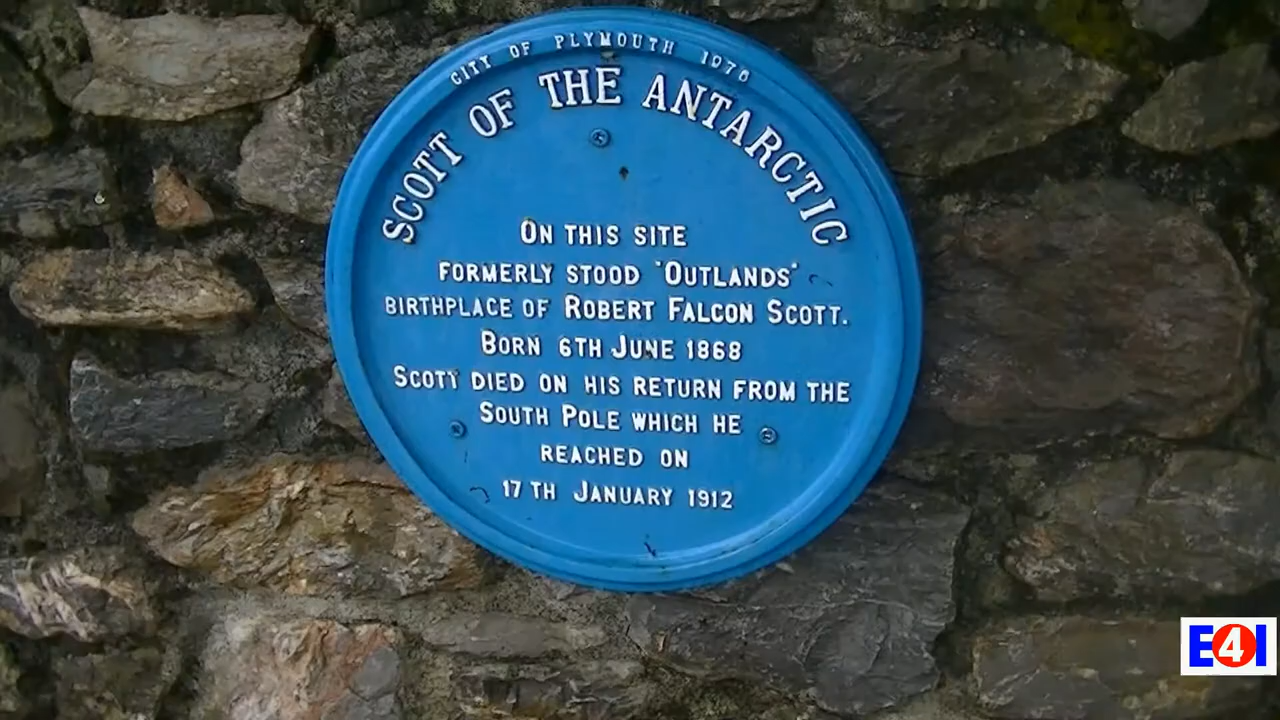 CITY OF PLYMOUTH 1976
SCOTT OF THE ANTARCTIC
ON THIS SITE
FORMERLY STOOD 'OUTLANDS'
BIRTHPLACE OF ROBERT FALCON SCOTT.
BORN 6TH JUNE 1868
SCOTT DIED ON HIS RETURN FROM THE
SOUTH POLE WHICH HE
REACHED ON
17TH JANUARY 1912
E4I